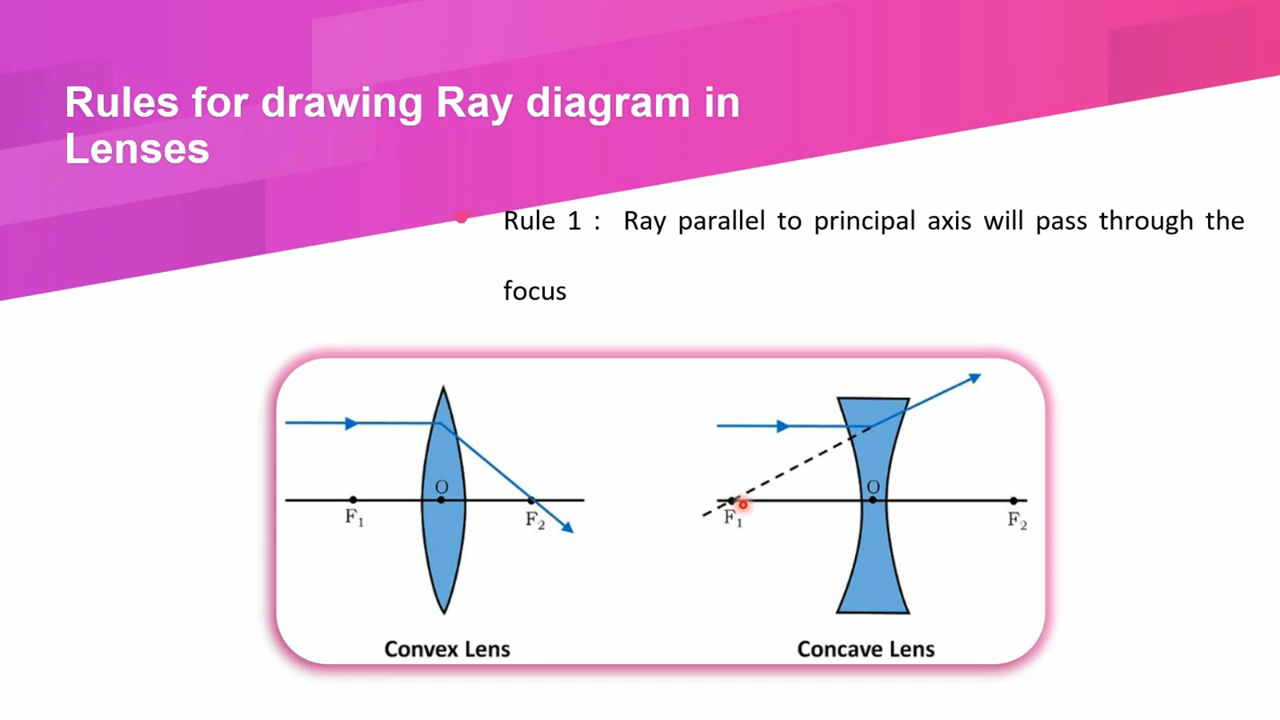 Rules for drawing Ray diagram in
Lenses
Rule 1 : Ray parallel to principal axis will pass through the
focus
O
F₁
F₂
Convex Lens
O
F₁
F₂
Concave Lens